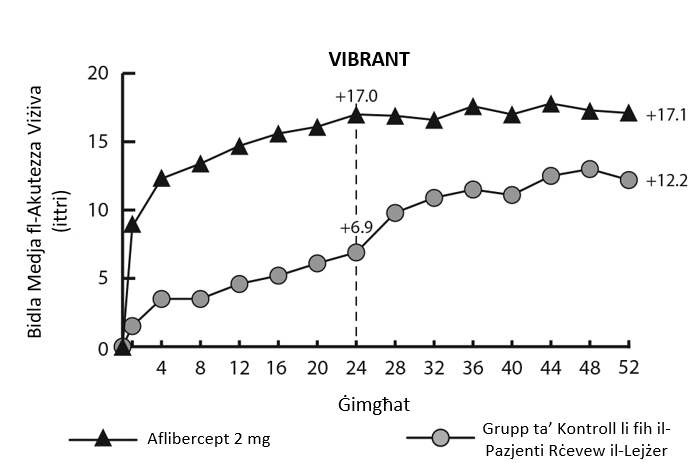 VIBRANT
Bidla Medja fl-Akutezza Viżiva
(ittri)
20
15
10
5
0
+17.0
+6.9
+17.1
+12.2
4 8 12 16 20 24 28 32 36 40 44 48 52
Ġimgħat
Aflibercept 2 mg
Grupp ta’ Kontroll li fih il-
Pazjenti Rċevew il-Lejżer